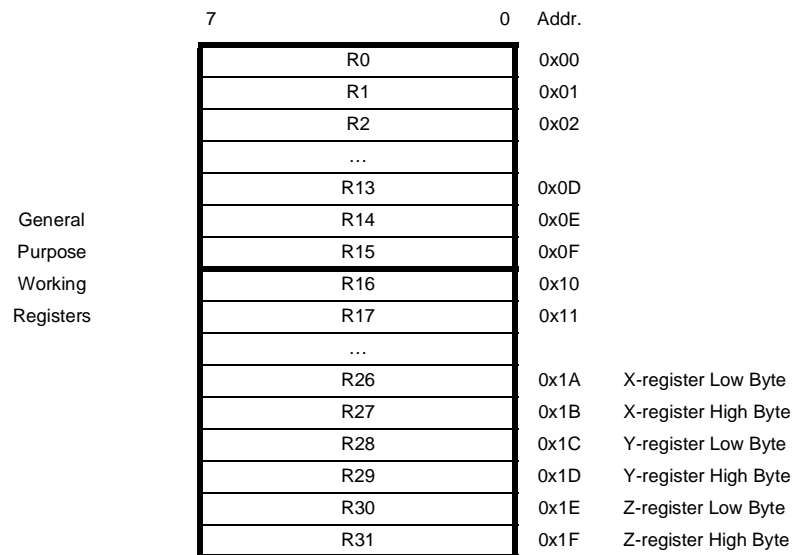 7 0 Addr.
R0 0x00
R1 0x01
R2 0x02
…
R13 0x0D
General R14 0x0E
Purpose R15 0x0F
Working R16 0x10
Registers R17 0x11
…
R26 0x1A X-register Low Byte
R27 0x1B X-register High Byte
R28 0x1C Y-register Low Byte
R29 0x1D Y-register High Byte
R30 0x1E Z-register Low Byte
R31 0x1F Z-register High Byte